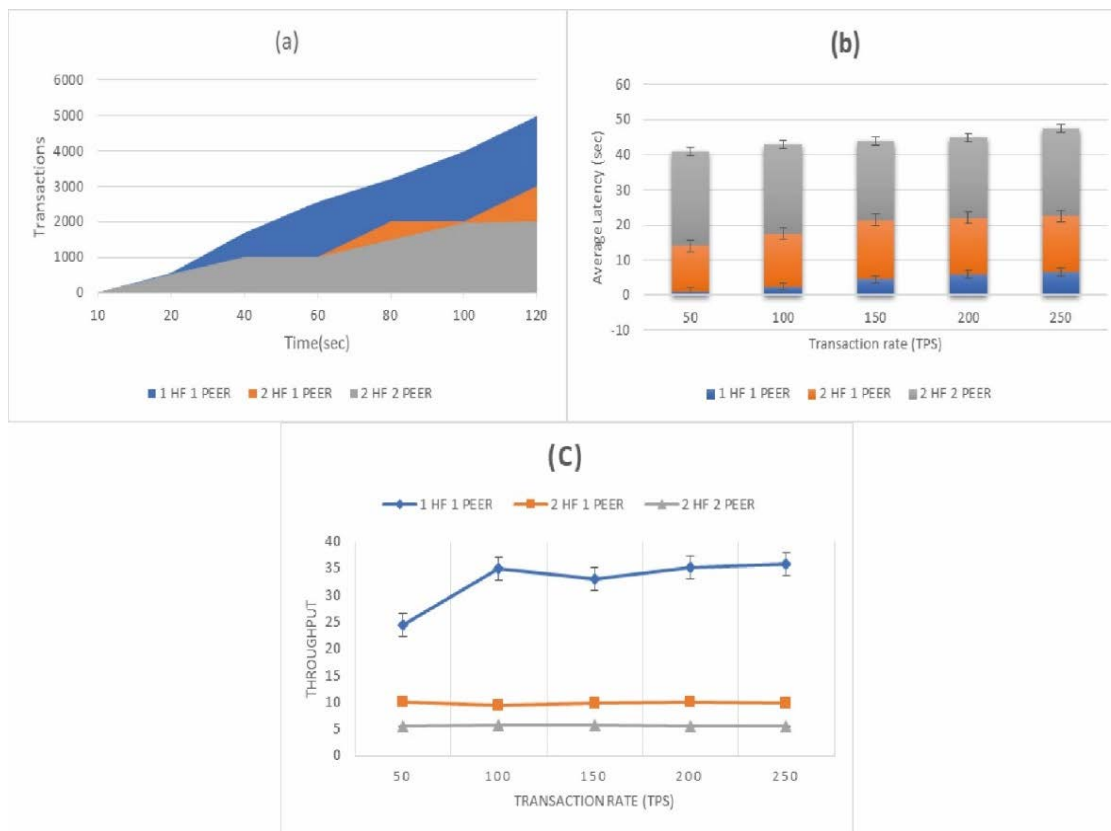 (a)
6000
5000
4000
3000
2000
1000
0
Transactions
10 20 40 60 80 100 120
Time(sec)
1 HF 1 PEER 2 HF 1 PEER 2 HF 2 PEER
(b)
60
50
40
30
20
10
0
-10
Average Latency (sec)
50 100 150 200 250
Transaction rate (TPS)
1 HF 1 PEER 2 HF 1 PEER 2 HF 2 PEER
(C)
1 HF 1 PEER 2 HF 1 PEER 2 HF 2 PEER
40
35
30
25
20
15
10
5
0
THROUGHPUT
50 100 150 200 250
TRANSACTION RATE (TPS)